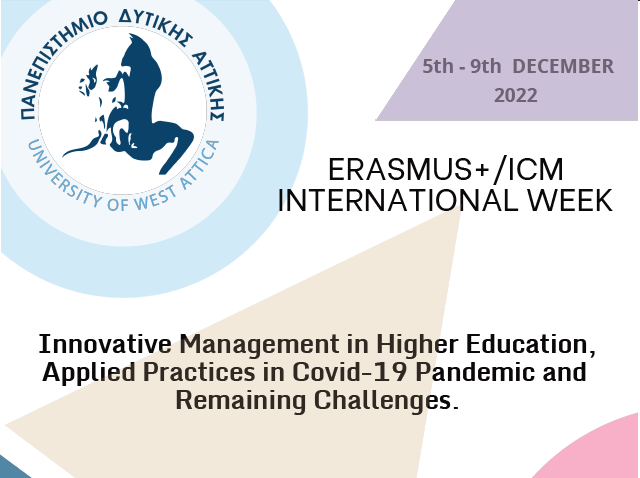 ΠΑΝΕΠΙΣΤΗΜΙΟ ΔΥΤΙΚΗΣ ΑΤΤΙΚΗΣ
UNIVERSITY OF WEST ATTICA
5th - 9th DECEMBER
2022
ERASMUS+/ICM
INTERNATIONAL WEEK
Innovative Management in Higher Education,
Applied Practices in Covid-19 Pandemic and
Remaining Challenges.